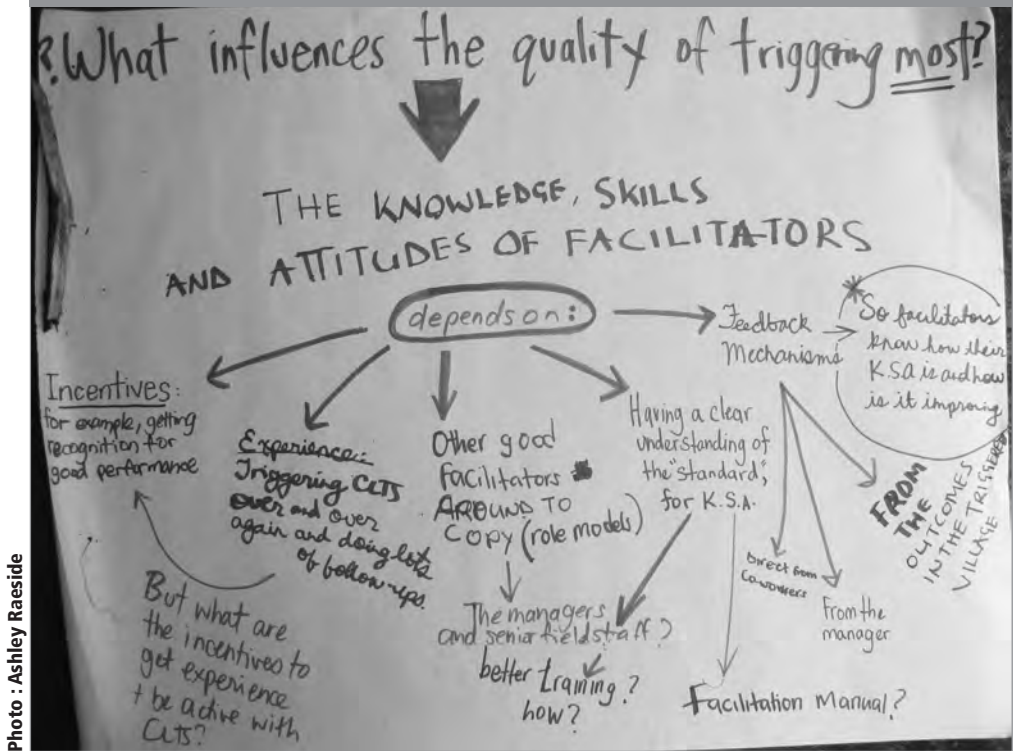 ?What influences the quality of triggering most?
THE KNOWLEDGE, SKILLS
AND ATTITUDES OF FACILITATORS
depends on:
Incentives:
for example, getting
recognition for
good performance
But what are
the incentives to
get experience
+ be active with
CLTS?
Experience:
Triggering CLTS
over and over
again and doing lots
of follow-ups.
Other good
facilitators
AROUND TO
COPY (role models)
The managers
and senior field staff?
better training?
how?
Having a clear
understanding of
the "standard",
for K.S.A.
Facilitation Manual?
Feedback
Mechanisms
*So facilitators
know how their
K.S.A is and how
is it improving
Direct from
Co-workers
From the
manager
FROM
THE
OUTCOMES
IN THE TRIGGERED
VILLAGE
Photo : Ashley Raeside